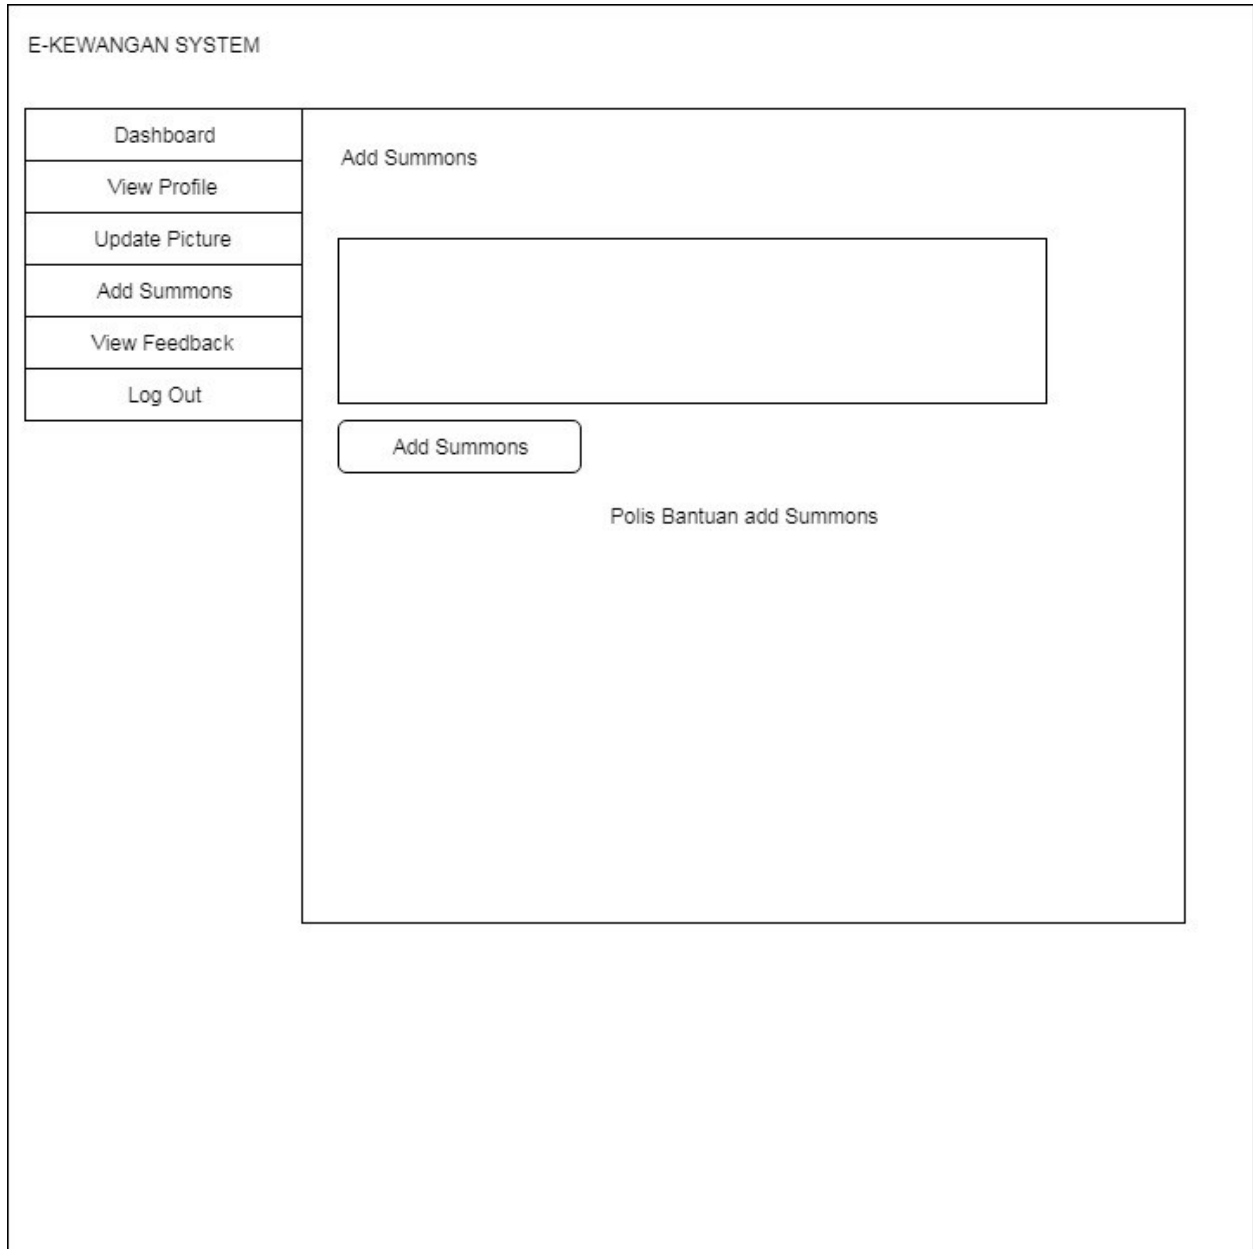 E-KEWANGAN SYSTEM
Dashboard
View Profile
Update Picture
Add Summons
View Feedback
Log Out
Add Summons
Add Summons
Polis Bantuan add Summons